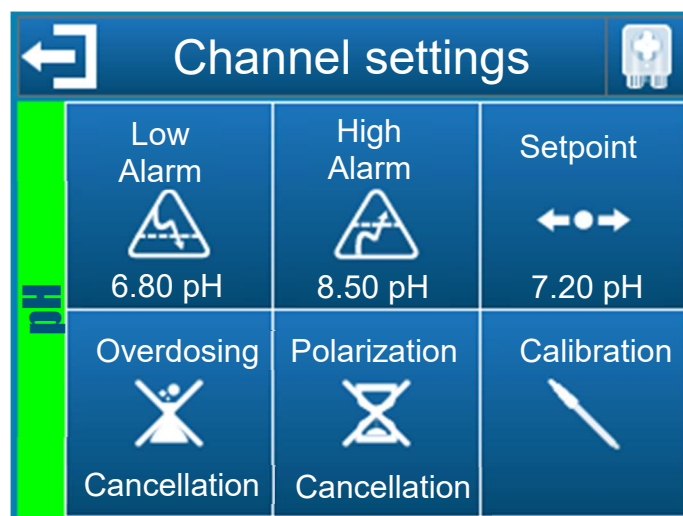 Channel settings
Low
Alarm
6.80 pH
High
Alarm
8.50 pH
Setpoint
7.20 pH
pH
Overdosing
Cancellation
Polarization
Cancellation
Calibration